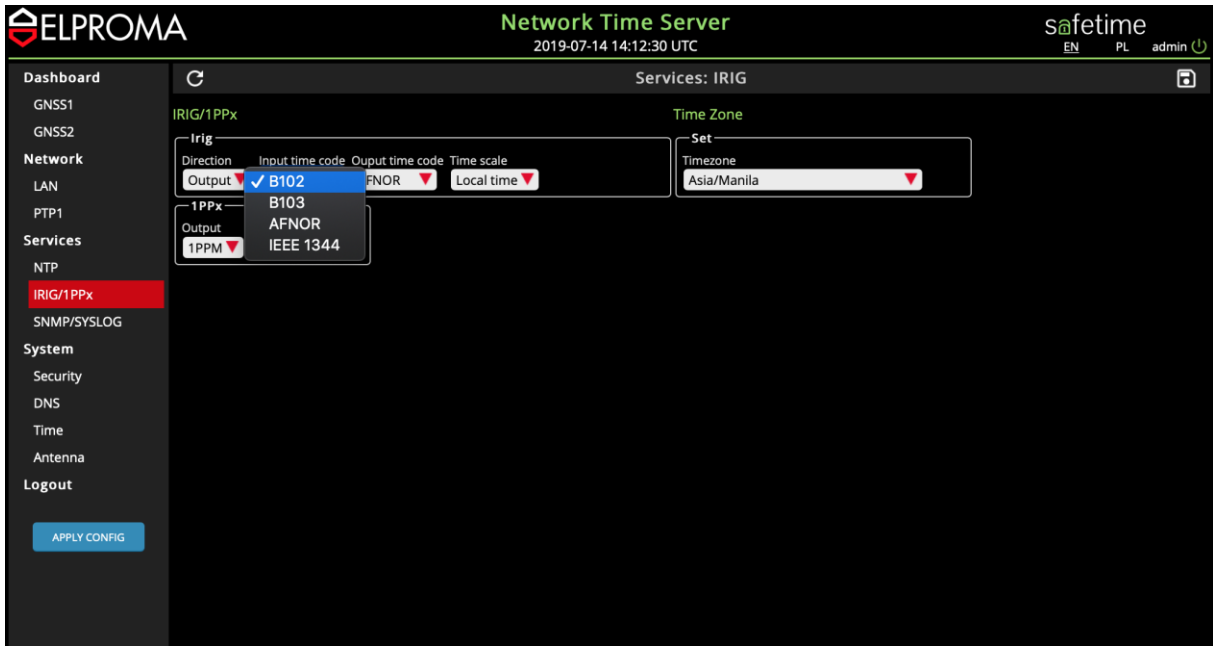 ELPROMA
Network Time Server
2019-07-14 14:12:30 UTC
safetime
EN PL admin
Dashboard
GNSS1
GNSS2
Network
LAN
PTP1
Services
NTP
IRIG/1PPx
SNMP/SYSLOG
System
Security
DNS
Time
Antenna
Logout
APPLY CONFIG
Services: IRIG
IRIG/1PPx
Time Zone
Irig
Direction Input time code Ouput time code Time scale
Output FNOR Local time
B102
B103
AFNOR
IEEE 1344
1PPx
Output
1PPM
Set
Timezone
Asia/Manila